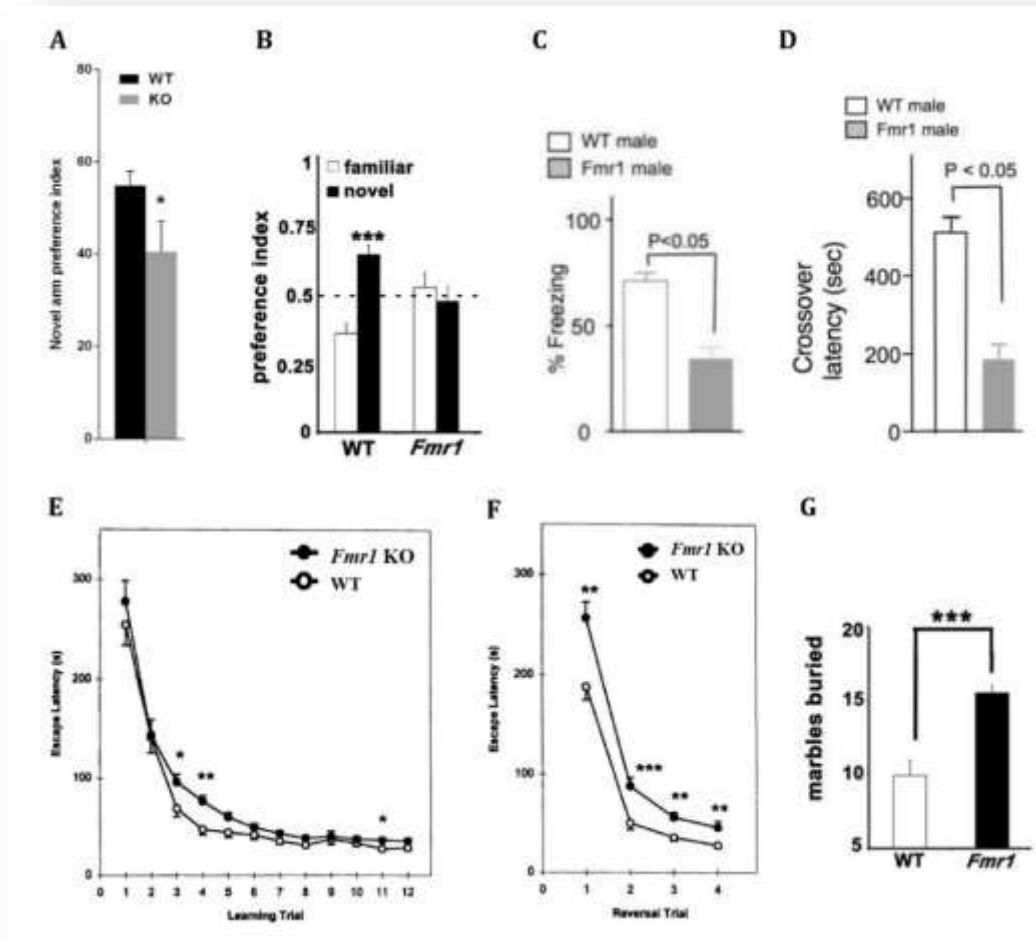 A
80
60
40
20
0
Novel arm preference index
WT
KO
*
B
1
0.75
0.5
0.25
0
preference index
familiar
novel
***
WT
Fmr1
C
WT male
Fmr1 male
100
50
0
% Freezing
P<0.05
D
WT male
Fmr1 male
600
400
200
0
Crossover
latency (sec)
P < 0.05
E
300
200
100
0
Escape Latency (s)
Fmr1 KO
WT
*
**
*
0 1 2 3 4 5 6 7 8 9 10 11 12
Learning Trial
F
300
200
100
0
Escape Latency (s)
Fmr1 KO
WT
**
***
**
**
0 1 2 3 4
Reversal Trial
G
20
15
10
5
marbles buried
***
WT
Fmr1